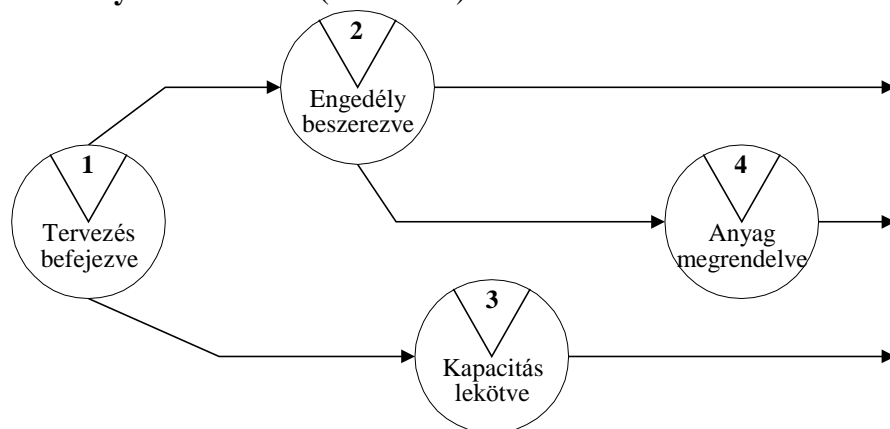 2
Engedély
beszerezve
1
Tervezés
befejezve
4
Anyag
megrendelve
3
Kapacitás
lekötve